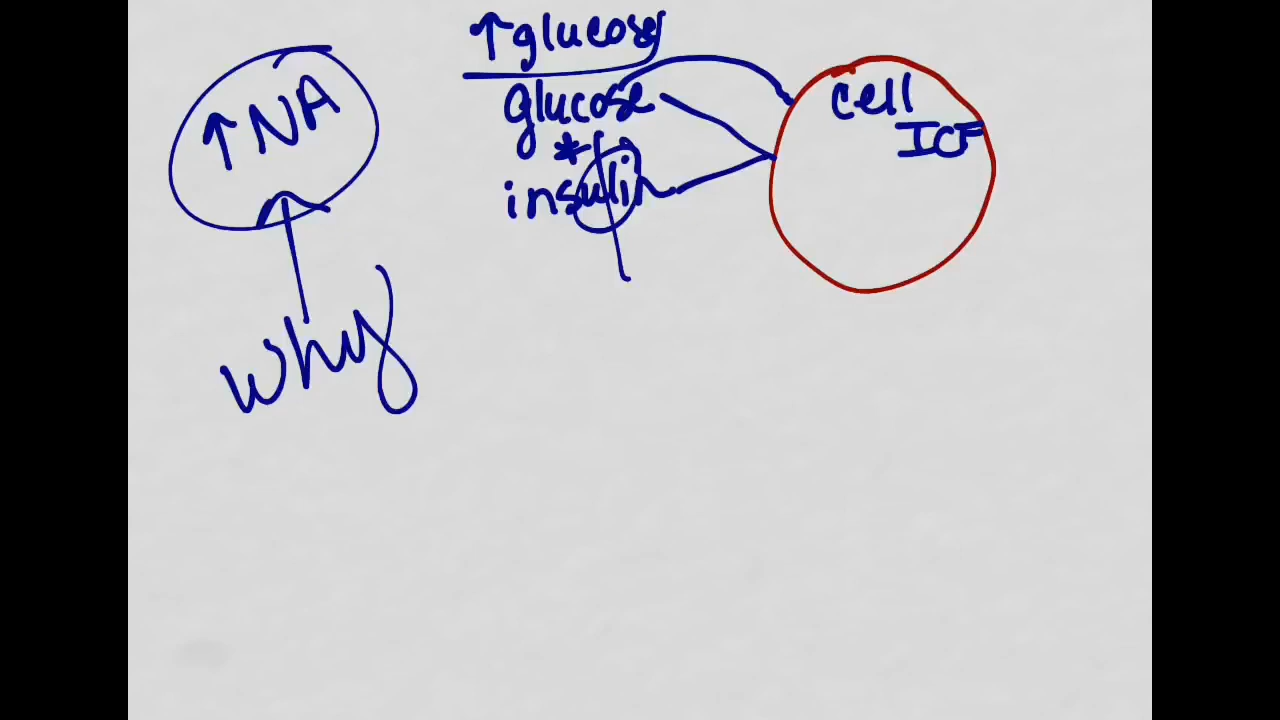 ↑ NA
why
↑ glucose
glucose
*
insulin
cell
ICF